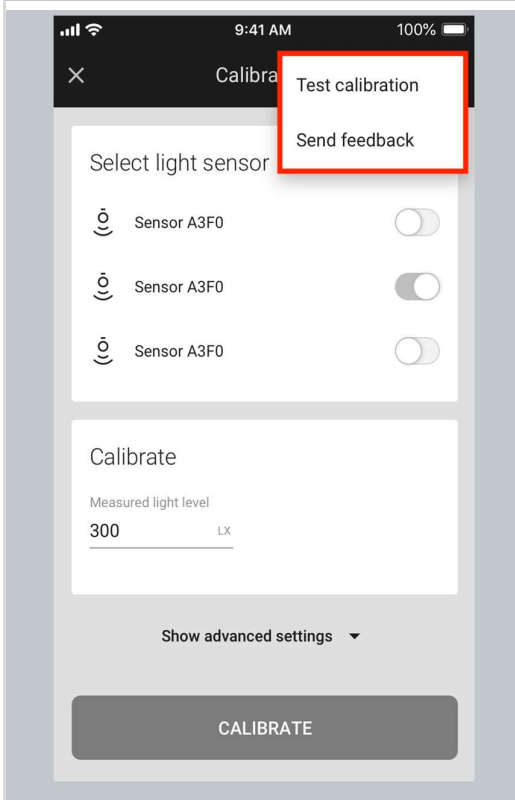 9:41 AM
100%
Calibra
Test calibration
Send feedback
Select light sensor
Sensor A3F0
Sensor A3F0
Sensor A3F0
Calibrate
Measured light level
300 LX
Show advanced settings
CALIBRATE